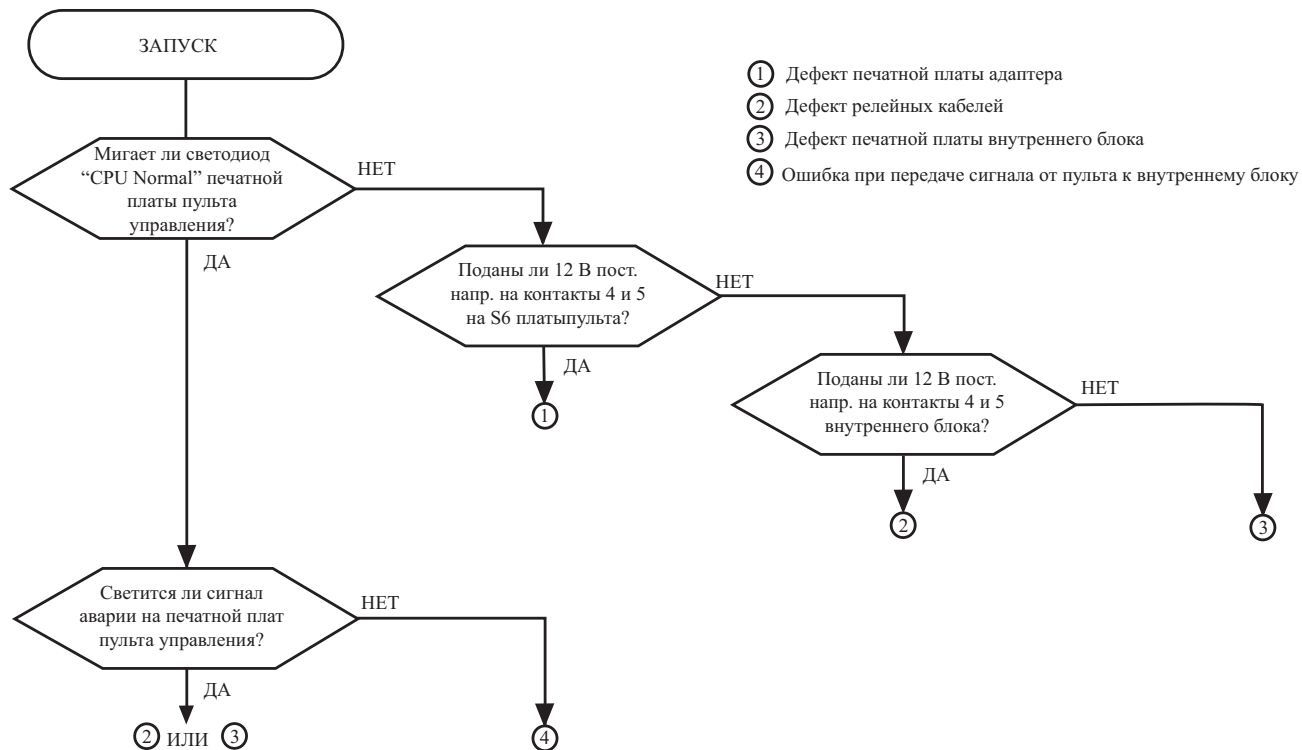 ЗАПУСК
1 Дефект печатной платы адаптера
2 Дефект релейных кабелей
3 Дефект печатной платы внутреннего блока
4 Ошибка при передаче сигнала от пульта к внутреннему блоку
Мигает ли светодиод
“CPU Normal” печатной
платы пульта
управления?
НЕТ
ДА
Поданы ли 12 В пост.
напр. на контакты 4 и 5
на S6 платыпульта?
НЕТ
ДА
1
Поданы ли 12 В пост.
напр. на контакты 4 и 5
внутреннего блока?
НЕТ
ДА
2
3
Светится ли сигнал
аварии на печатной плат
пульта управления?
НЕТ
ДА
2 ИЛИ 3
4